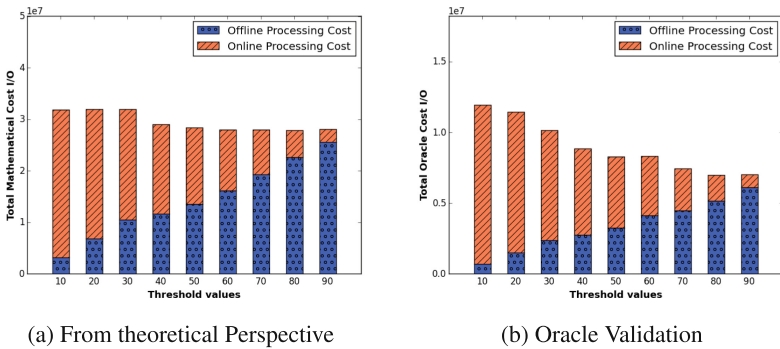 1e7
5
4
3
2
1
0
Total Mathematical Cost I/O
Offline Processing Cost
Online Processing Cost
10 20 30 40 50 60 70 80 90
Threshold values
(a) From theoretical Perspective
1e7
1.5
1.0
0.5
0.0
Total Oracle Cost I/O
Offline Processing Cost
Online Processing Cost
10 20 30 40 50 60 70 80 90
Threshold values
(b) Oracle Validation